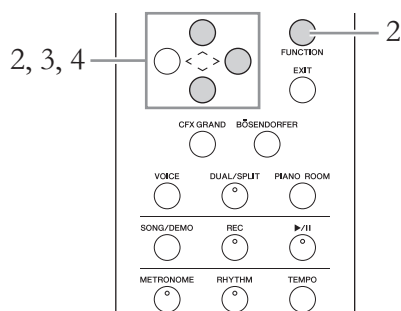 2
FUNCTION
2, 3, 4
EXIT
CFX GRAND BÖSENDORFER
VOICE DUAL/SPLIT PIANO ROOM
SONG/DEMO REC ►/II
METRONOME RHYTHM TEMPO